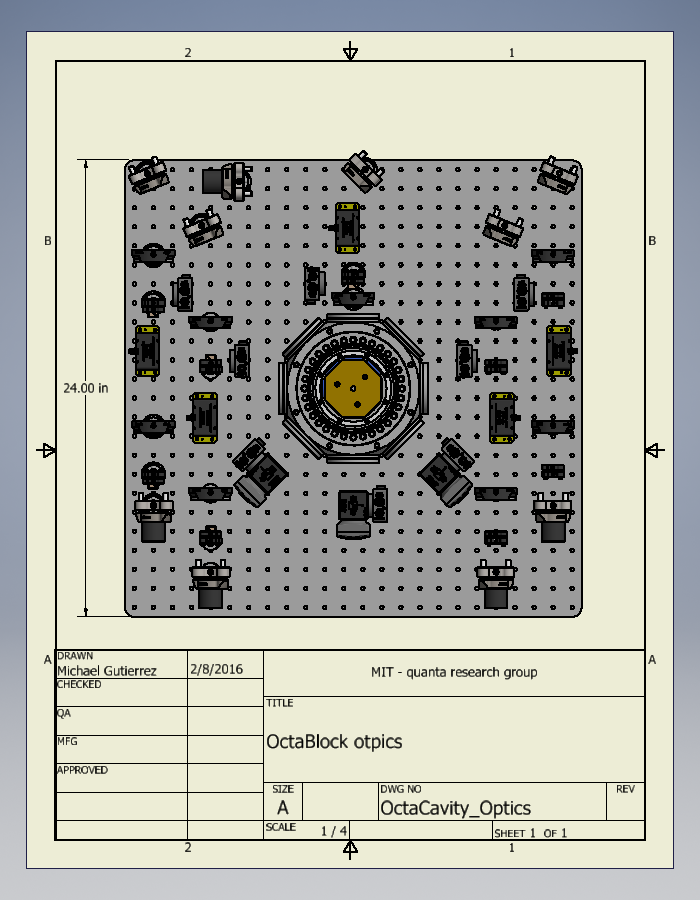 2 1
B B
24.00 in
A A
DRAWN
Michael Gutierrez 2/8/2016
MIT - quanta research group
CHECKED
TITLE
QA
OctaBlock otpics
MFG
APPROVED
SIZE DWG NO REV
A OctaCavity_Optics
SCALE 1 / 4 SHEET 1 OF 1
2 1